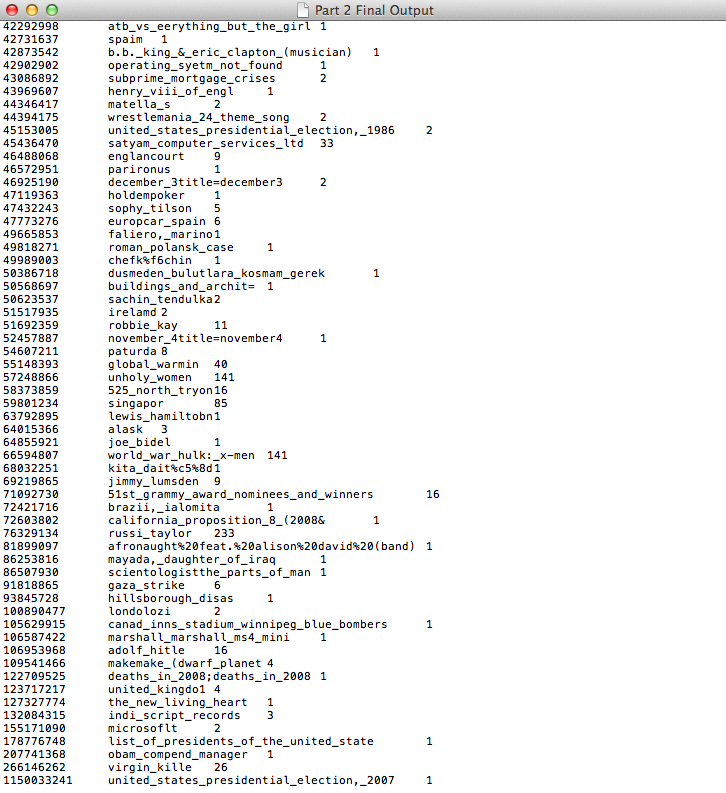 Part 2 Final Output
42292998 atb_vs_eerything_but_the_girl 1
42731637 spaim 1
42873542 b.b._king_&_eric_clapton_(musician) 1
42902902 operating_syetm_not_found 1
43086892 subprime_mortgage_crises 2
43969607 henry_viii_of_engl 1
44346417 matella_s 2
44394175 wrestlemania_24_theme_song 2
45153005 united_states_presidential_election,_1986 2
45436470 satyam_computer_services_ltd 33
46488068 englancourt 9
46572951 parironus 1
46925190 december_3title=december3 2
47119363 holdempoker 1
47432243 sophy_tilson 5
47773276 europcar_spain 6
49665853 faliero,_marino1
49818271 roman_polansk_case 1
49989003 chefk%f6chin 1
50386718 dusmeden_bulutlara_kosmam_gerek 1
50568697 buildings_and_archit= 1
50623537 sachin_tendulka2
51517935 irelamd 2
51692359 robbie_kay 11
52457887 november_4title=november4 1
54607211 paturda 8
55148393 global_warmin 40
57248866 unholy_women 141
58373859 525_north_tryon16
59801234 singapor 85
63792895 lewis_hamiltobn1
64015366 alask 3
64855921 joe_bidel 1
66594807 world_war_hulk:_x-men 141
68032251 kita_dait%c5%8d1
69219865 jimmy_lumsden 9
71092730 51st_grammy_award_nominees_and_winners 16
72421716 brazii,_ialomita 1
72603802 california_proposition_8_(2008& 1
76329134 russi_taylor 233
81899097 afronaught%20feat.%20alison%20david%20(band) 1
86253816 mayada,_daughter_of_iraq 1
86507930 scientologistthe_parts_of_man 1
91818865 gaza_strike 6
93845728 hillsborough_disas 1
100890477 londolozi 2
105629915 canad_inns_stadium_winnipeg_blue_bombers 1
106587422 marshall_marshall_ms4_mini 1
106953968 adolf_hitle 16
109541466 makemake_(dwarf_planet 4
122709525 deaths_in_2008;deaths_in_2008 1
123717217 united_kingdo1 4
127327774 the_new_living_heart 1
132084315 indi_script_records 3
155171090 microsoflt 2
178776748 list_of_presidents_of_the_united_state 1
207741368 obam_compend_manager 1
266146262 virgin_kille 26
1150033241 united_states_presidential_election,_2007 1